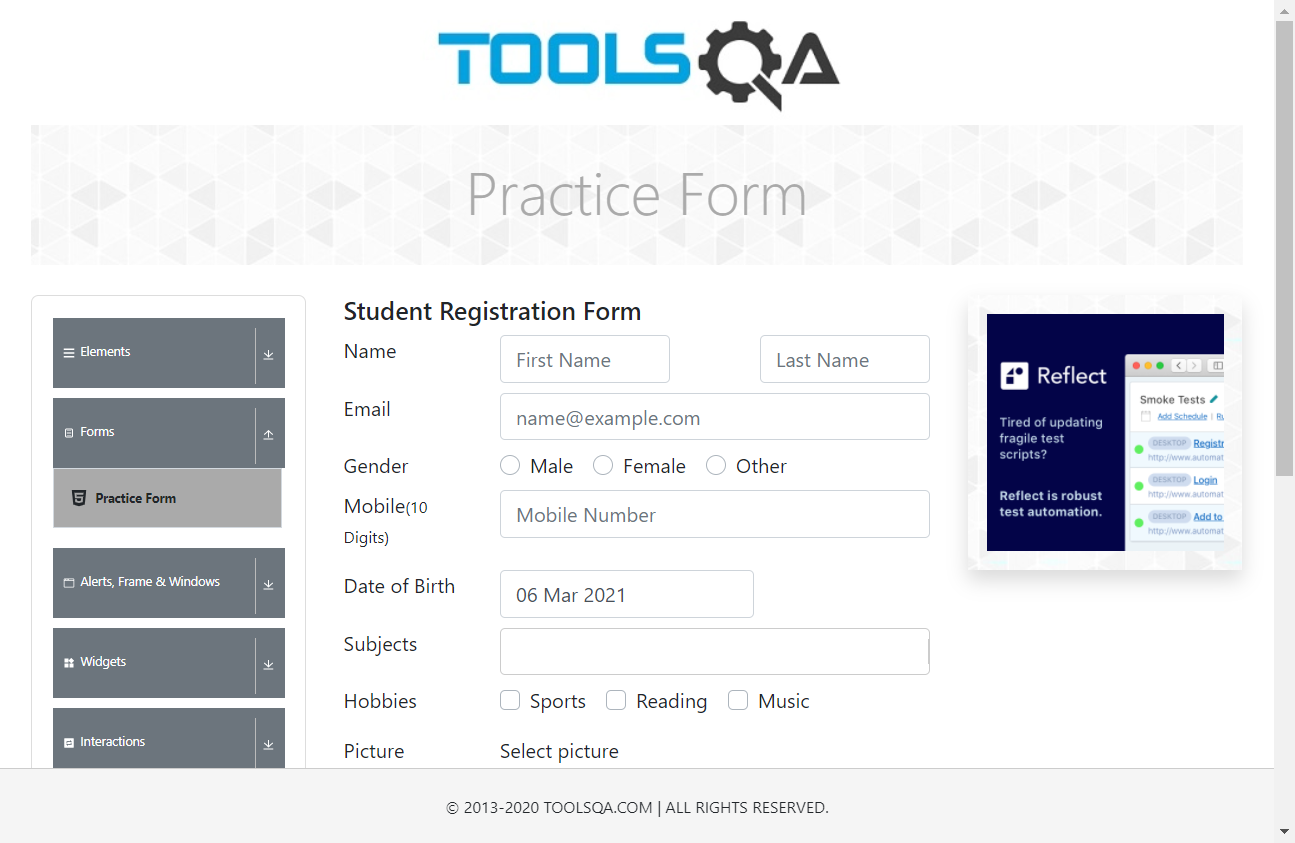 TOOLSQA
Practice Form
Elements
Forms
Practice Form
Alerts, Frame & Windows
Widgets
Interactions
Student Registration Form
Name First Name Last Name
Email name@example.com
Gender Male Female Other
Mobile(10 Digits) Mobile Number
Date of Birth 06 Mar 2021
Subjects
Hobbies Sports Reading Music
Picture Select picture
Reflect
Tired of updating
fragile test
scripts?
Reflect is robust
test automation.
Smoke Tests
Add Schedule | Ru
DESKTOP Registr
http://www.automat
DESKTOP Login
http://www.automat
DESKTOP Add to
http://www.automat
© 2013-2020 TOOLSQA.COM | ALL RIGHTS RESERVED.